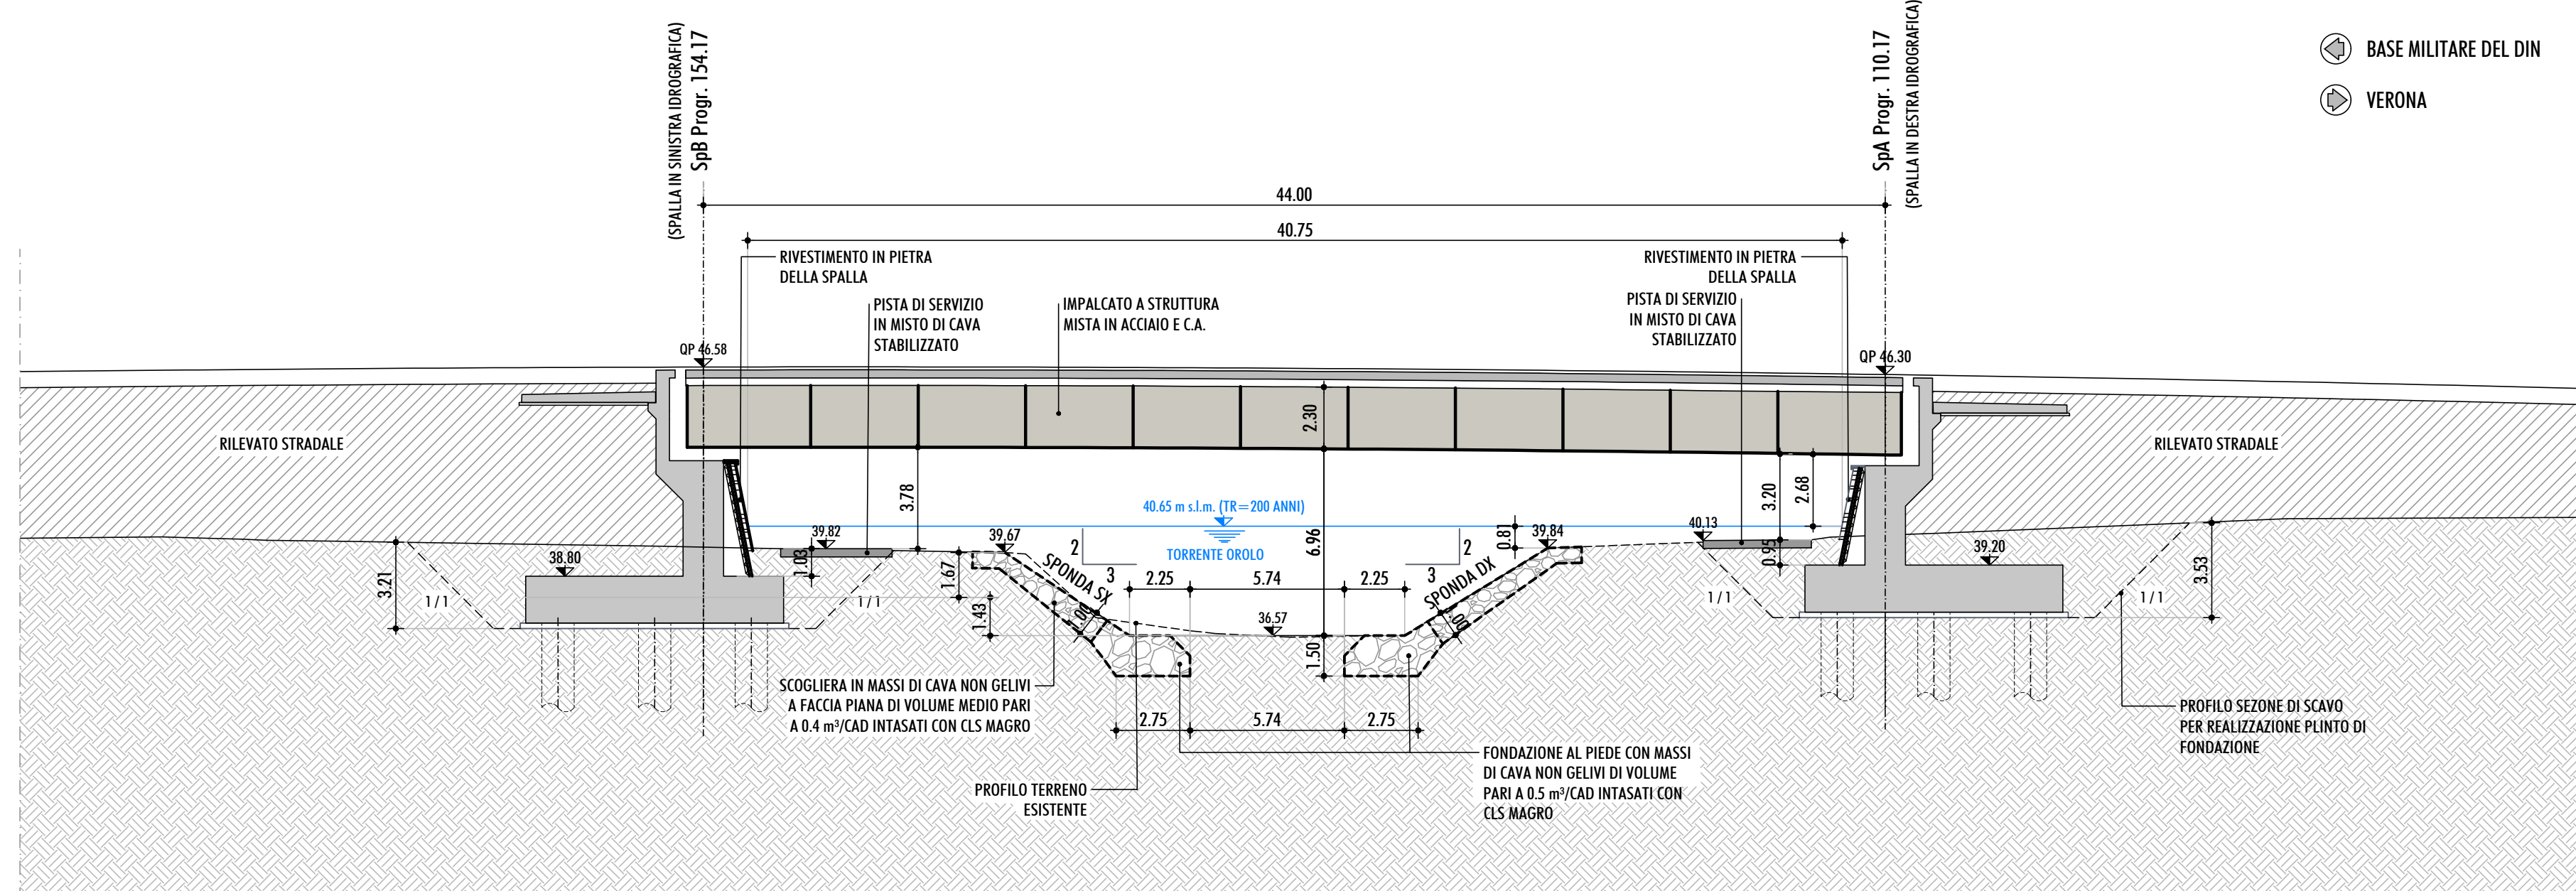 (SPALLA IN SINISTRA IDROGRAFICA)
SpB Progr. 154.17
SpA Progr. 110.17
(SPALLA IN DESTRA IDROGRAFICA)
BASE MILITARE DEL DIN
VERONA
44.00
40.75
RIVESTIMENTO IN PIETRA
DELLA SPALLA
RIVESTIMENTO IN PIETRA
DELLA SPALLA
PISTA DI SERVIZIO
IN MISTO DI CAVA
STABILIZZATO
IMPALCATO A STRUTTURA
MISTA IN ACCIAIO E C.A.
PISTA DI SERVIZIO
IN MISTO DI CAVA
STABILIZZATO
QP 46.58
QP 46.30
2.30
RILEVATO STRADALE
RILEVATO STRADALE
3.78
3.20
2.68
40.65 m s.l.m. (TR=200 ANNI)
TORRENTE OROLO
39.82
39.67
2
3
6.96
0.81
39.84
2
3
40.13
0.95
39.20
38.80
1.03
3.21
3.53
1 / 1
1 / 1
1 / 1
1 / 1
1.67
1.43
SPONDA SX
SPONDA DX
2.25
5.74
2.25
1.00
1.00
36.57
1.50
SCOGLIERA IN MASSI DI CAVA NON GELIVI
A FACCIA PIANA DI VOLUME MEDIO PARI
A 0.4 m³/CAD INTASATI CON CLS MAGRO
2.75
5.74
2.75
PROFILO TERRENO
ESISTENTE
FONDAZIONE AL PIEDE CON MASSI
DI CAVA NON GELIVI DI VOLUME
PARI A 0.5 m³/CAD INTASATI CON
CLS MAGRO
PROFILO SEZONE DI SCAVO
PER REALIZZAZIONE PLINTO DI
FONDAZIONE